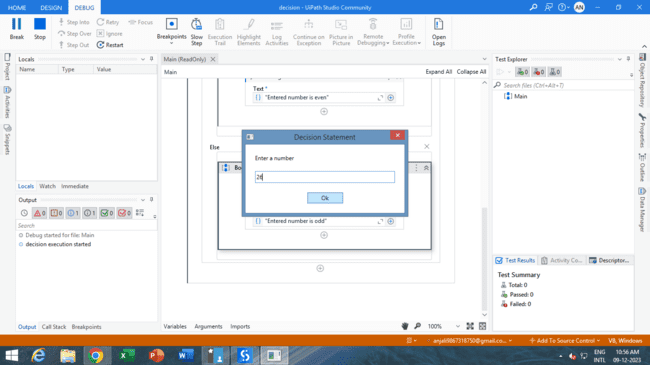 HOME DESIGN DEBUG
decision - UiPath Studio Community
AN
Break
Stop
Step Into
Step Over
Step Out
Retry
Ignore
Restart
Focus
Breakpoints
Slow Step
Execution Trail
Highlight Elements
Log Activities
Continue on Exception
Picture in Picture
Remote Debugging
Profile Execution
Open Logs
Project
Activities
Snippets
Locals
Name Type Value
Locals Watch Immediate
Output
0 0 1 1 0 0
Search
Debug started for file: Main
decision execution started
Output Call Stack Breakpoints
Main (ReadOnly)
Main
Expand All Collapse All
Text *
"Entered number is even"
Else
Bo
Decision Statement
Enter a number
26
Ok
"Entered number is odd"
Variables Arguments Imports
100%
Test Explorer
0 0 0
Search files (Ctrl+Alt+F)
Main
Test Results Activity Co... Descriptor...
Test Summary
Total: 0
Passed: 0
Failed: 0
Object Repository
Properties
Outline
Data Manager
anjali9867318750@gmail.co...
+ Add To Source Control
VB, Windows
ENG
INTL
10:56 AM
09-12-2023